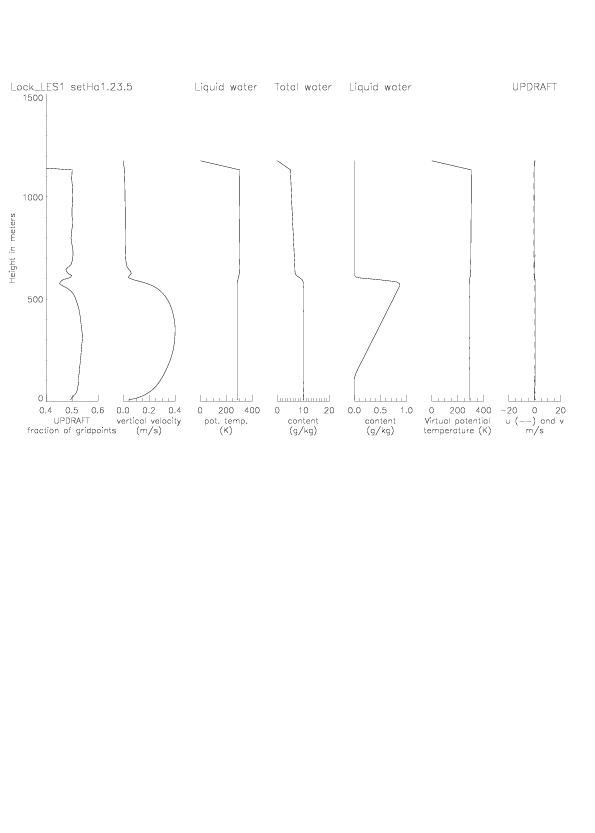 Lock_LES1 setHa1.23.5 Liquid water Total water Liquid water UPDRAFT
1500
1000
500
0
Height in meters
0.4 0.5 0.6 0.0 0.2 0.4 0 200 400 0 10 20 0.0 0.5 1.0 0 200 400 -20 0 20
UPDRAFT vertical velocity pot. temp. content content Virtual potential u (--) and v
fraction of gridpoints (m/s) (K) (g/kg) (g/kg) temperature (K) m/s